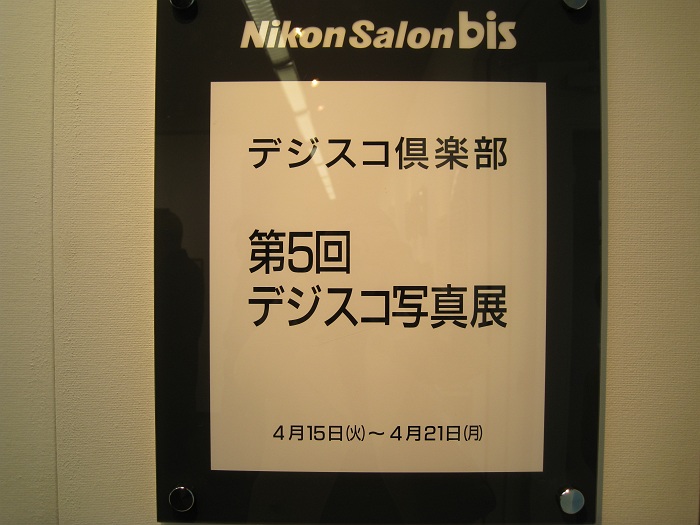 Nikon Salon bis
デジスコ倶楽部
第5回
デジスコ写真展
4月15日(火)～4月21日(月)